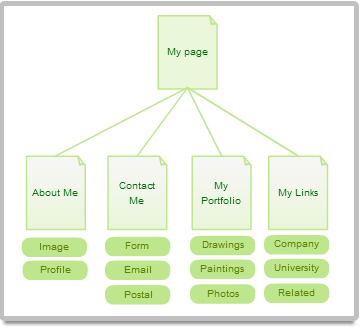 My page
About Me
Image
Profile
Contact
Me
Form
Email
Postal
My
Portfolio
Drawings
Paintings
Photos
My Links
Company
University
Related